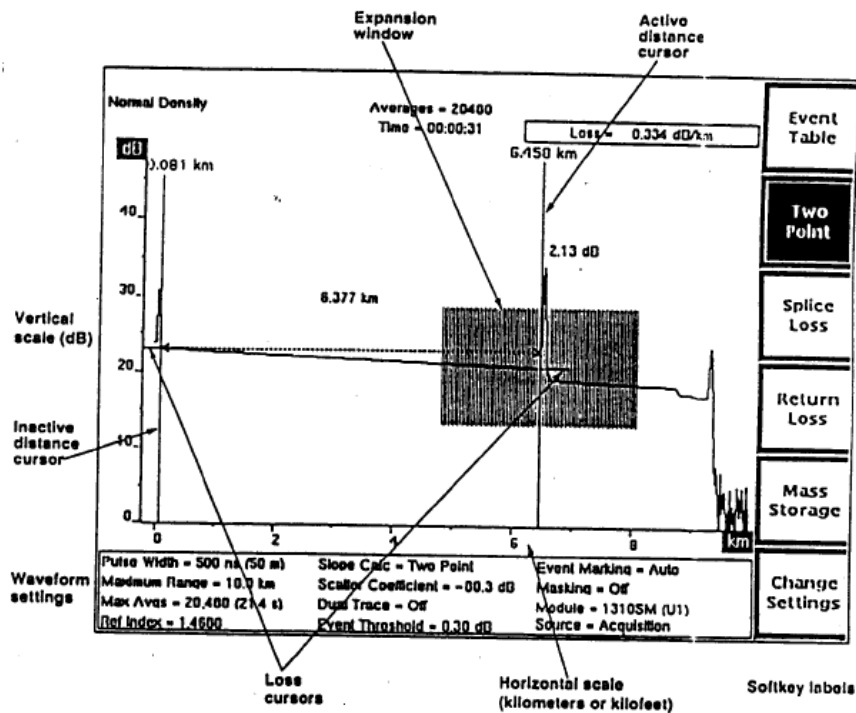 Expansion
window
Active
distance
cursor
Normal Density
Averages = 20480
Time = 00:00:31
Loss = 0.334 dB/km
dB
0.081 km
6.450 km
40
2.13 dB
30
6.377 km
Vertical
scale (dB)
20
Inactive
distance
cursor
10
0
0 2 4 6 8 km
Event
Table
Two
Point
Splice
Loss
Return
Loss
Mass
Storage
Change
Settings
Waveform
settings
Pulse Width = 500 ns (50 m) Slope Calc = Two Point Event Marking = Auto
Maximum Range = 10.0 km Scatter Coefficient = -80.3 dB Masking = Off
Max Avgs = 20,480 (21.4 s) Dual Trace = Off Module = 1310SM (U1)
Ref Index = 1.4600 Event Threshold = 0.30 dB Source = Acquisition
Loss
cursors
Horizontal scale
(kilometers or kilofeet)
Softkey labels